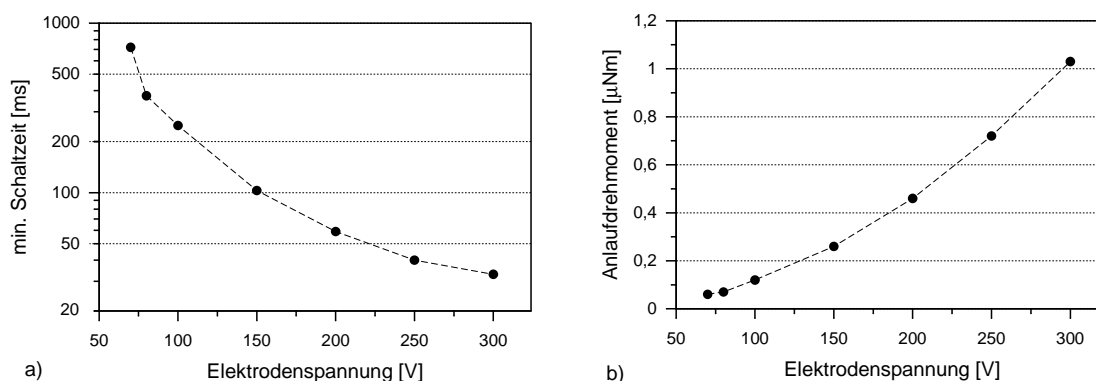 1000
500
200
100
50
20
min. Schaltzeit [ms]
50 100 150 200 250 300
Elektrodenspannung [V]
a)
1,2
1
0,8
0,6
0,4
0,2
0
Anlaufdrehmoment [µNm]
50 100 150 200 250 300
Elektrodenspannung [V]
b)